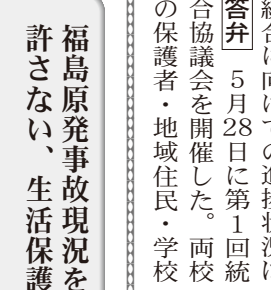 統合に向けての進捗状況は
答弁 5月28日に第1回統
合協議会を開催した。両校
の保護者・地域住民・学校
福島原発事故現況を
許さない、生活保護